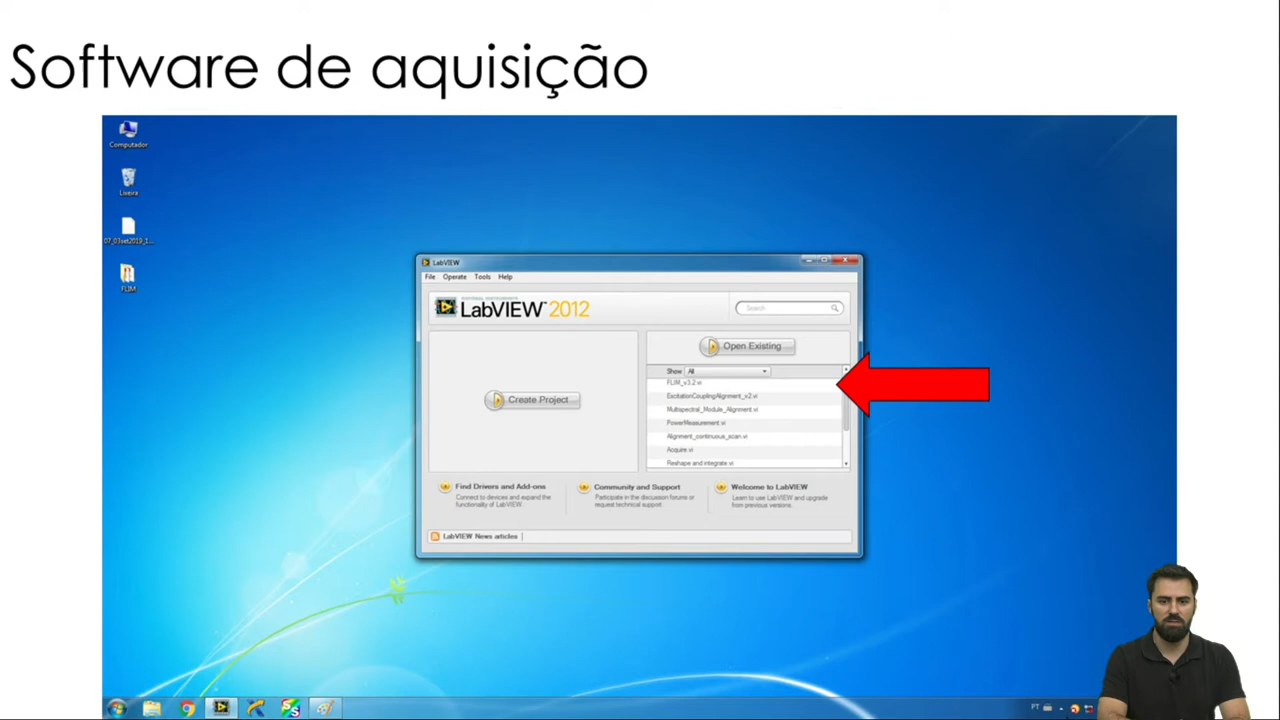 Software de aquisição
Computador
Lixeira
07_03set2019_1...
FLIM
LabVIEW
File Operate Tools Help
NATIONAL INSTRUMENTS
LabVIEW™ 2012
Search
Open Existing
Show All
FLIM_v3.2.vi
ExcitationCouplingAlignment_v2.vi
Multispectral_Module_Alignment.vi
PowerMeasurement.vi
Alignment_continuous_scan.vi
Acquire.vi
Reshape and integrate.vi
Create Project
Find Drivers and Add-ons
Connect to devices and expand the
functionality of LabVIEW.
Community and Support
Participate in the discussion forums or
request technical support.
Welcome to LabVIEW
Learn to use LabVIEW and upgrade
from previous versions.
LabVIEW News articles
PT